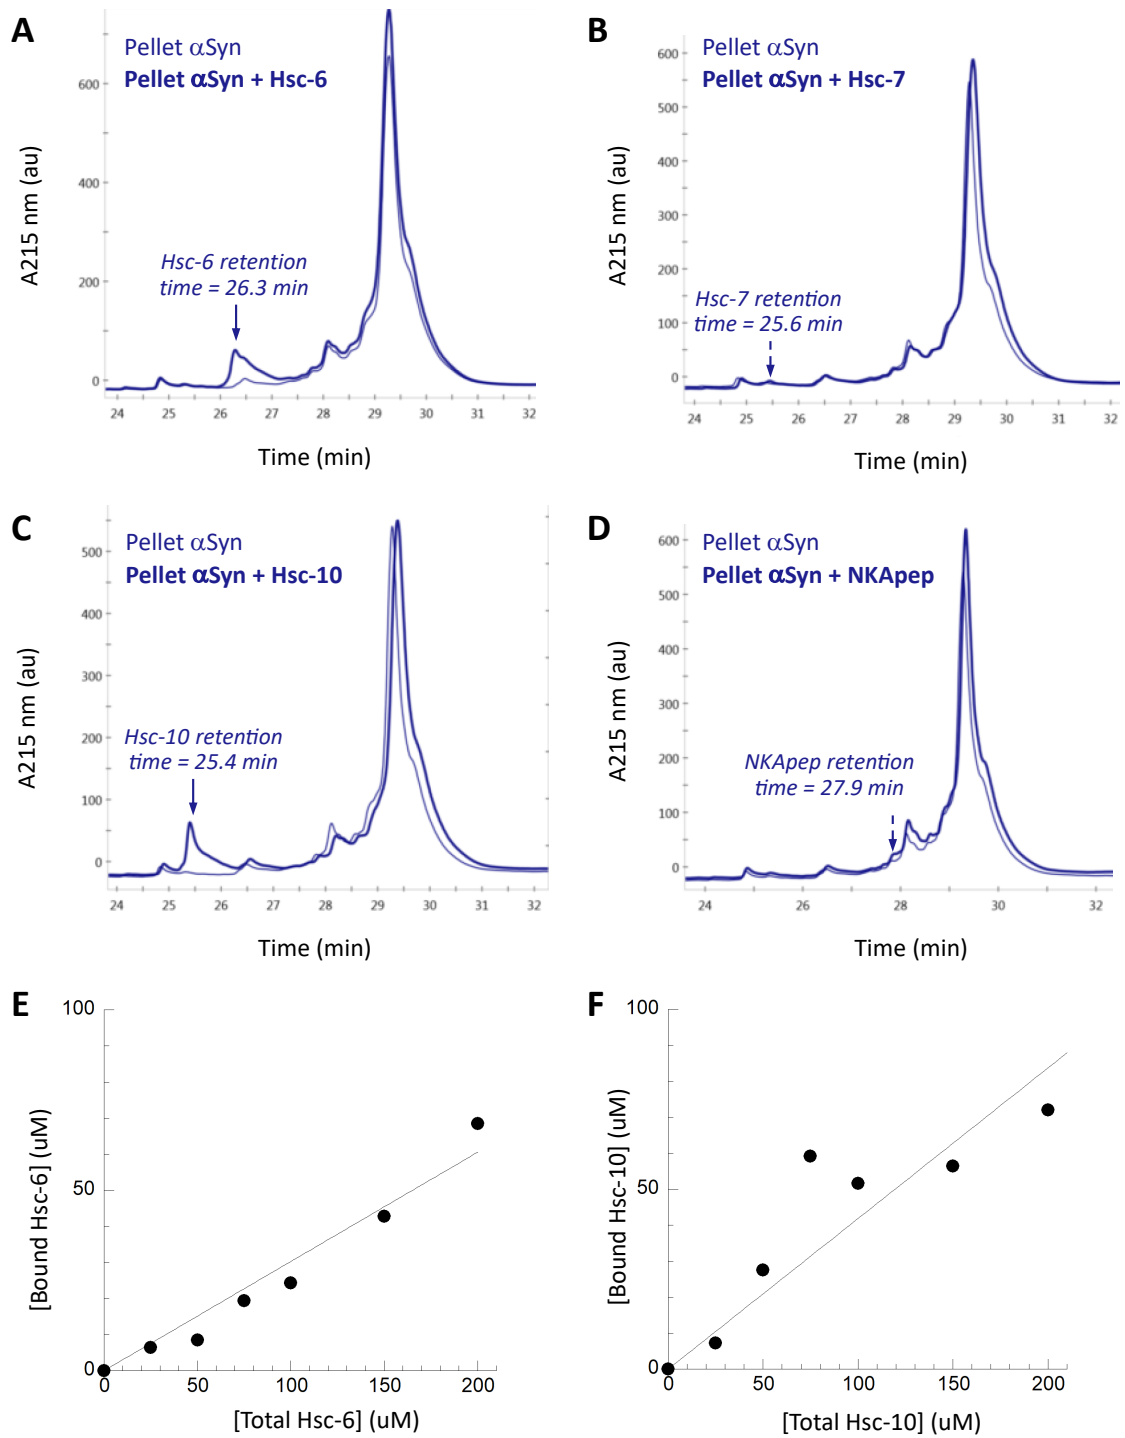 A
Pellet αSyn
Pellet αSyn + Hsc-6
A215 nm (au)
600
400
200
0
Hsc-6 retention
time = 26.3 min
24 25 26 27 28 29 30 31 32
Time (min)
B
Pellet αSyn
Pellet αSyn + Hsc-7
A215 nm (au)
600
500
400
300
200
100
0
Hsc-7 retention
time = 25.6 min
24 25 26 27 28 29 30 31 32
Time (min)
C
Pellet αSyn
Pellet αSyn + Hsc-10
A215 nm (au)
500
400
300
200
100
0
Hsc-10 retention
time = 25.4 min
24 25 26 27 28 29 30 31 32
Time (min)
D
Pellet αSyn
Pellet αSyn + NKApep
A215 nm (au)
600
500
400
300
200
100
0
NKApep retention
time = 27.9 min
24 26 28 30 32
Time (min)
E
[Bound Hsc-6] (uM)
100
50
0
0 50 100 150 200
[Total Hsc-6] (uM)
F
[Bound Hsc-10] (uM)
100
50
0
0 50 100 150 200
[Total Hsc-10] (uM)